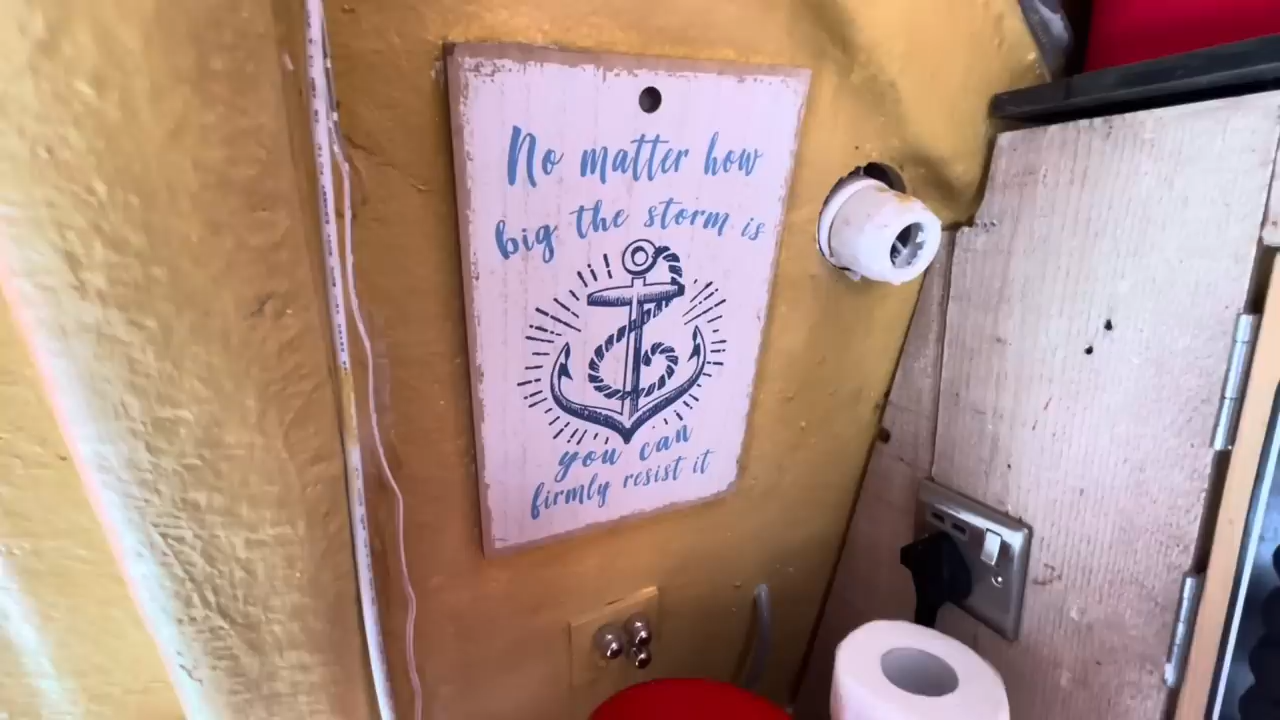 No matter how
big the storm is
you can
firmly resist it